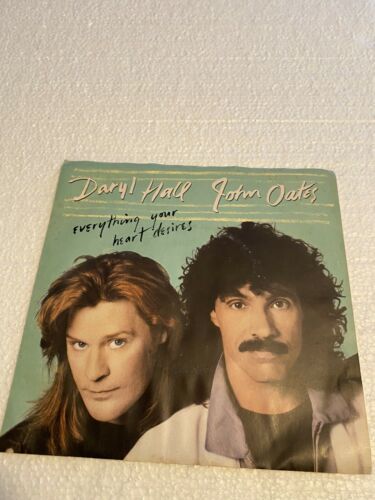 Daryl Hall John Oates
everything your
heart desires